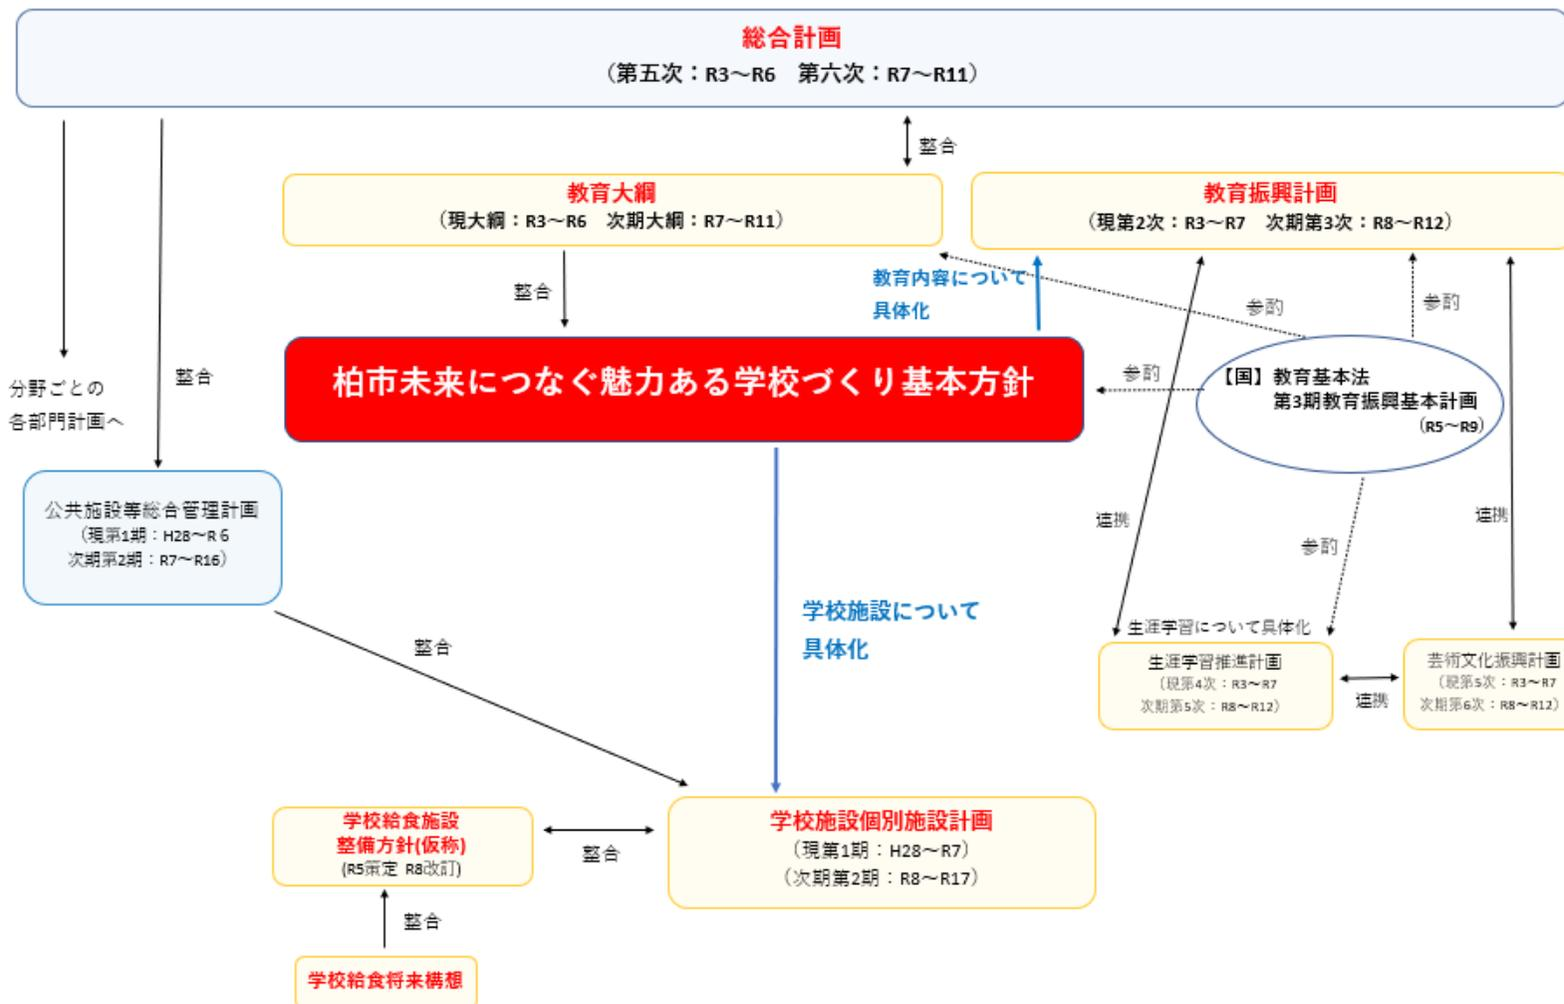 総合計画
（第五次：R3～R6　第六次：R7～R11）
整合
教育大綱
（現大綱：R3～R6　次期大綱：R7～R11）
教育振興計画
（現第2次：R3～R7　次期第3次：R8～R12）
整合
教育内容について
具体化
参酌
参酌
柏市未来につなぐ魅力ある学校づくり基本方針
参酌
【国】教育基本法
第3期教育振興基本計画
（R5～R9）
整合
分野ごとの
各部門計画へ
公共施設等総合管理計画
（現第1期：H28～R６
次期第2期：R7～R16）
連携
連携
参酌
整合
学校施設について
具体化
生涯学習について具体化
生涯学習推進計画
（現第4次：R3～R7
次期第5次：R8～R12）
連携
芸術文化振興計画
（現第5次：R3～R7
次期第6次：R8～R12）
学校給食施設
整備方針(仮称)
(R5策定 R8改訂)
整合
学校施設個別施設計画
（現第1期：H28～R7）
（次期第2期：R8～R17）
整合
学校給食将来構想